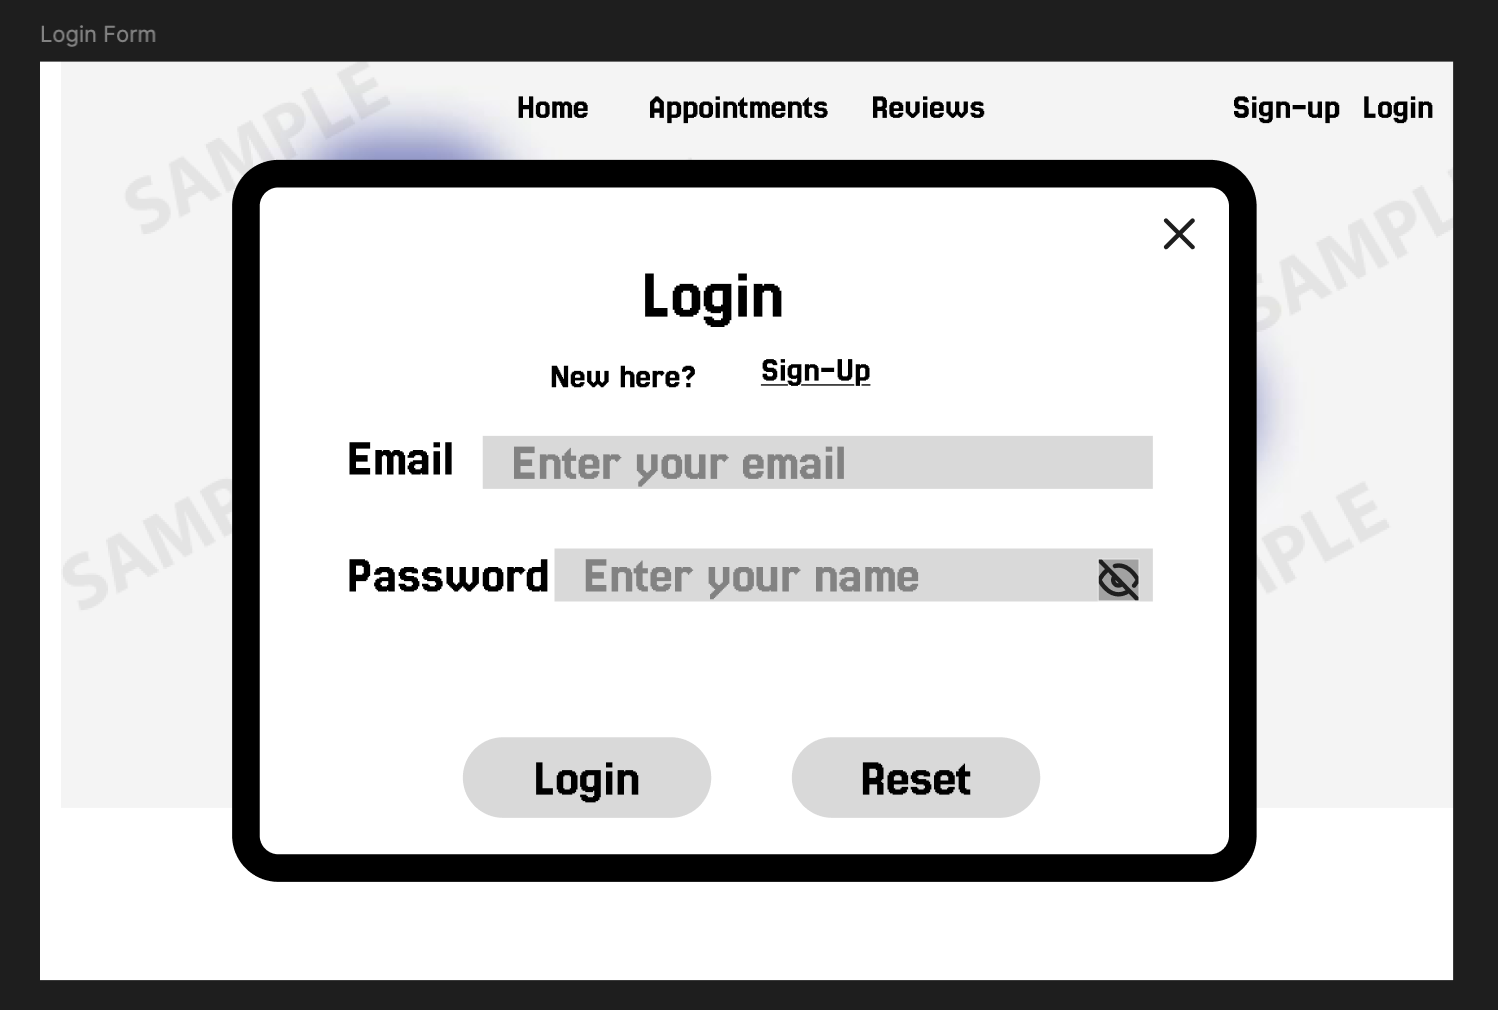 Login Form
Home Appointments Reviews Sign-up Login
SAMPLE
SAMPL
Login
New here? Sign-Up
Email Enter your email
SAMP
PLE
Password Enter your name
Login Reset